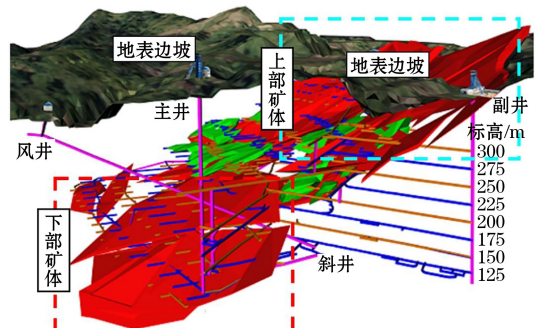 地表边坡
地表边坡
上部矿体
主井
副井
风井
标高/m
300
275
250
225
200
175
150
125
下部矿体
斜井